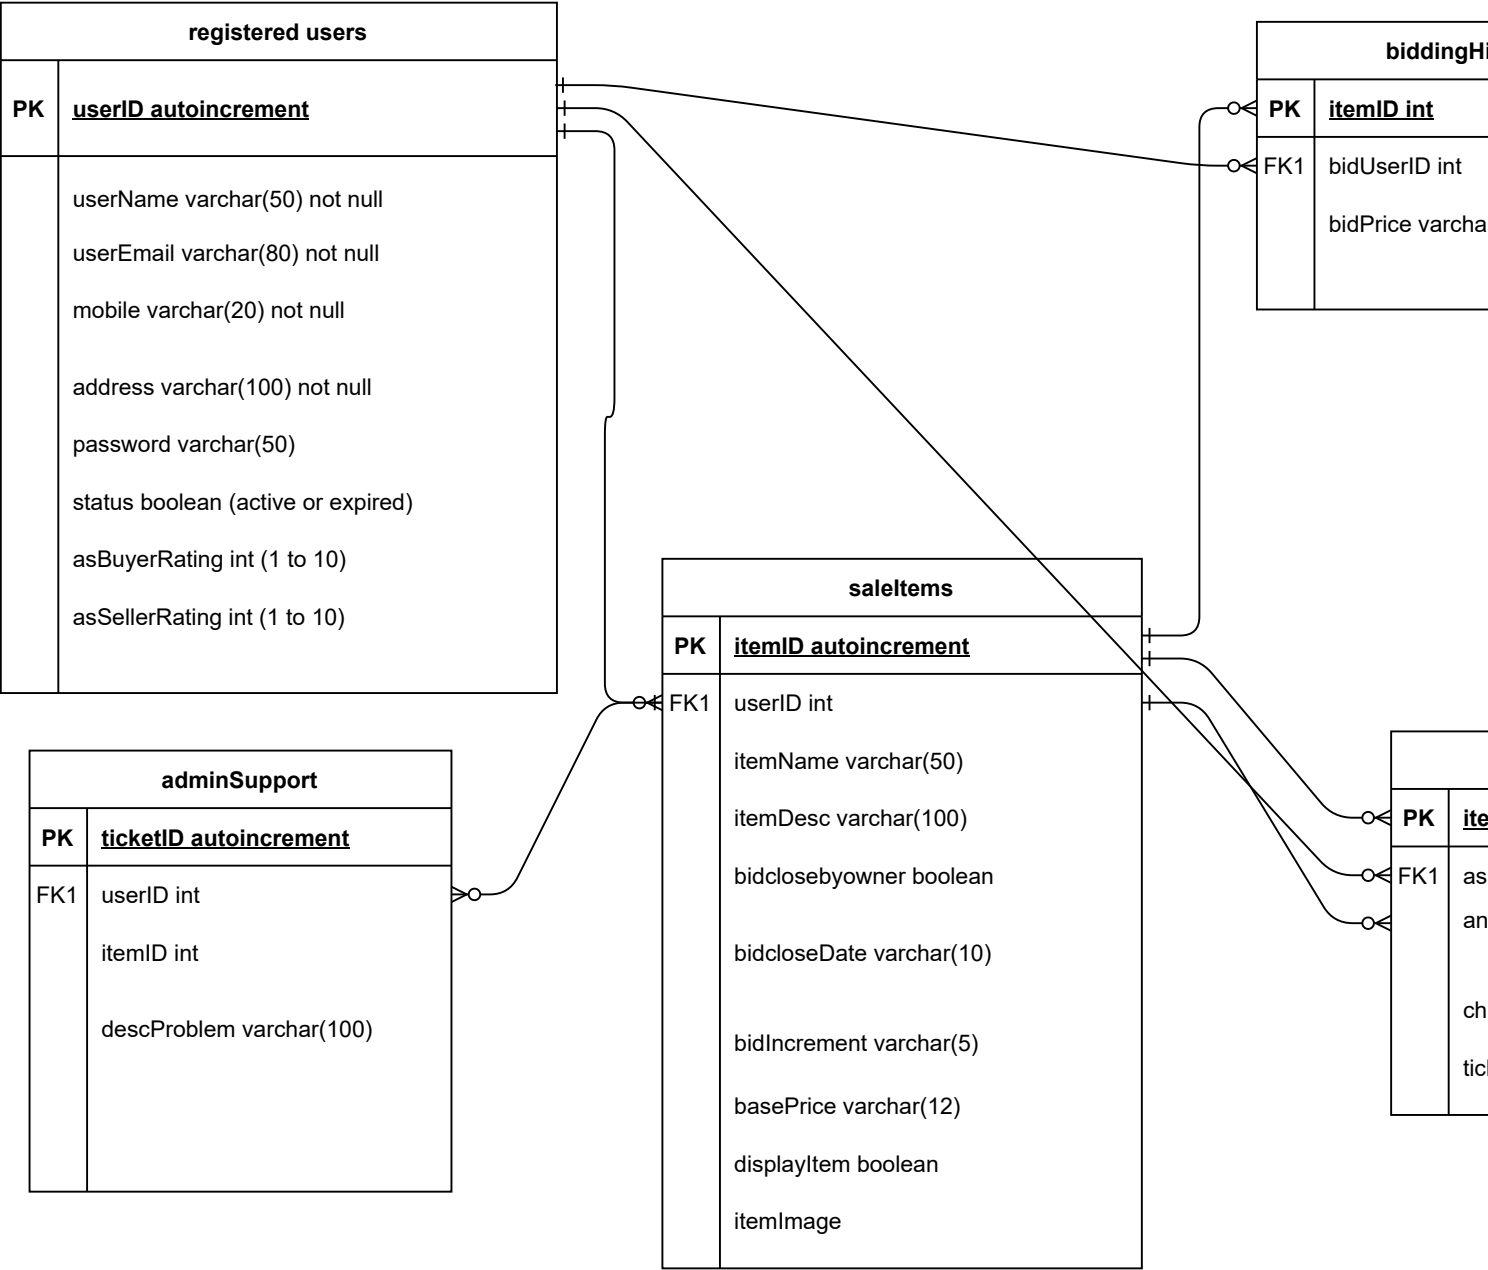 registered users
PK userID autoincrement
userName varchar(50) not null
userEmail varchar(80) not null
mobile varchar(20) not null
address varchar(100) not null
password varchar(50)
status boolean (active or expired)
asBuyerRating int (1 to 10)
asSellerRating int (1 to 10)
biddingHi
PK itemID int
FK1 bidUserID int
bidPrice varcha
saleItems
PK itemID autoincrement
FK1 userID int
itemName varchar(50)
itemDesc varchar(100)
bidclosebyowner boolean
bidcloseDate varchar(10)
bidIncrement varchar(5)
basePrice varchar(12)
displayItem boolean
itemImage
adminSupport
PK ticketID autoincrement
FK1 userID int
itemID int
descProblem varchar(100)
PK ite
FK1 as
an
ch
tic